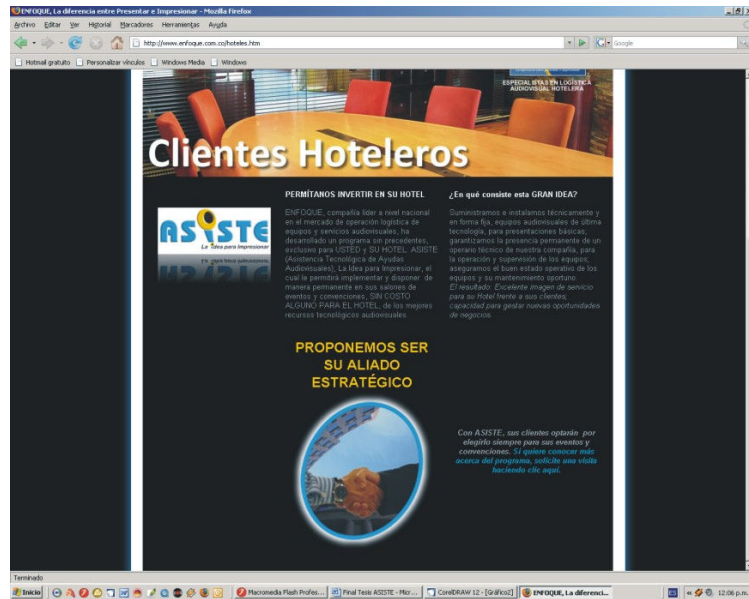 ENFOQUE, La diferencia entre Presentar e Impresionar - Mozilla Firefox
Archivo Editar Ver Historial Marcadores Herramientas Ayuda
http://www.enfoque.com.co/hoteles.htm
Google
Hotmail gratuito Personalizar vínculos Windows Media Windows
ESPECIALISTAS EN LOGÍSTICA
AUDIOVISUAL HOTELERA
Clientes Hoteleros
ASISTE
La Idea para Impresionar
PERMÍTANOS INVERTIR EN SU HOTEL
ENFOQUE, compañía líder a nivel nacional
en el mercado de operación logística de
equipos y servicios audiovisuales, ha
desarrollado un programa sin precedentes,
exclusivo para USTED y SU HOTEL: ASISTE
(Asistencia Tecnológica de Ayudas
Audiovisuales), La Idea para Impresionar, el
cual le permitirá implementar y disponer de
manera permanente en sus salones de
eventos y convenciones, SIN COSTO
ALGUNO PARA EL HOTEL, de los mejores
recursos tecnológicos audiovisuales.
¿En qué consiste esta GRAN IDEA?
Suministramos e instalamos técnicamente y
en forma fija, equipos audiovisuales de última
tecnología, para presentaciones básicas,
garantizamos la presencia permanente de un
operario técnico de nuestra compañía, para
la operación y supervisión de los equipos;
aseguramos el buen estado operativo de los
equipos y su mantenimiento oportuno.
El resultado: Excelente imagen de servicio
para su Hotel frente a sus clientes;
capacidad para gestar nuevas oportunidades
de negocios.
PROPONEMOS SER
SU ALIADO
ESTRATÉGICO
Con ASISTE, sus clientes optarán por
elegirlo siempre para sus eventos y
convenciones. Si quiere conocer más
acerca del programa, solicite una visita
haciendo clic aquí.
Terminado
Inicio
Macromedia Flash Profes...
Final Tesis ASISTE - Micr...
CorelDRAW 12 - [Gráfico2]
ENFOQUE, La diferenci...
ES
12:06 p.m.